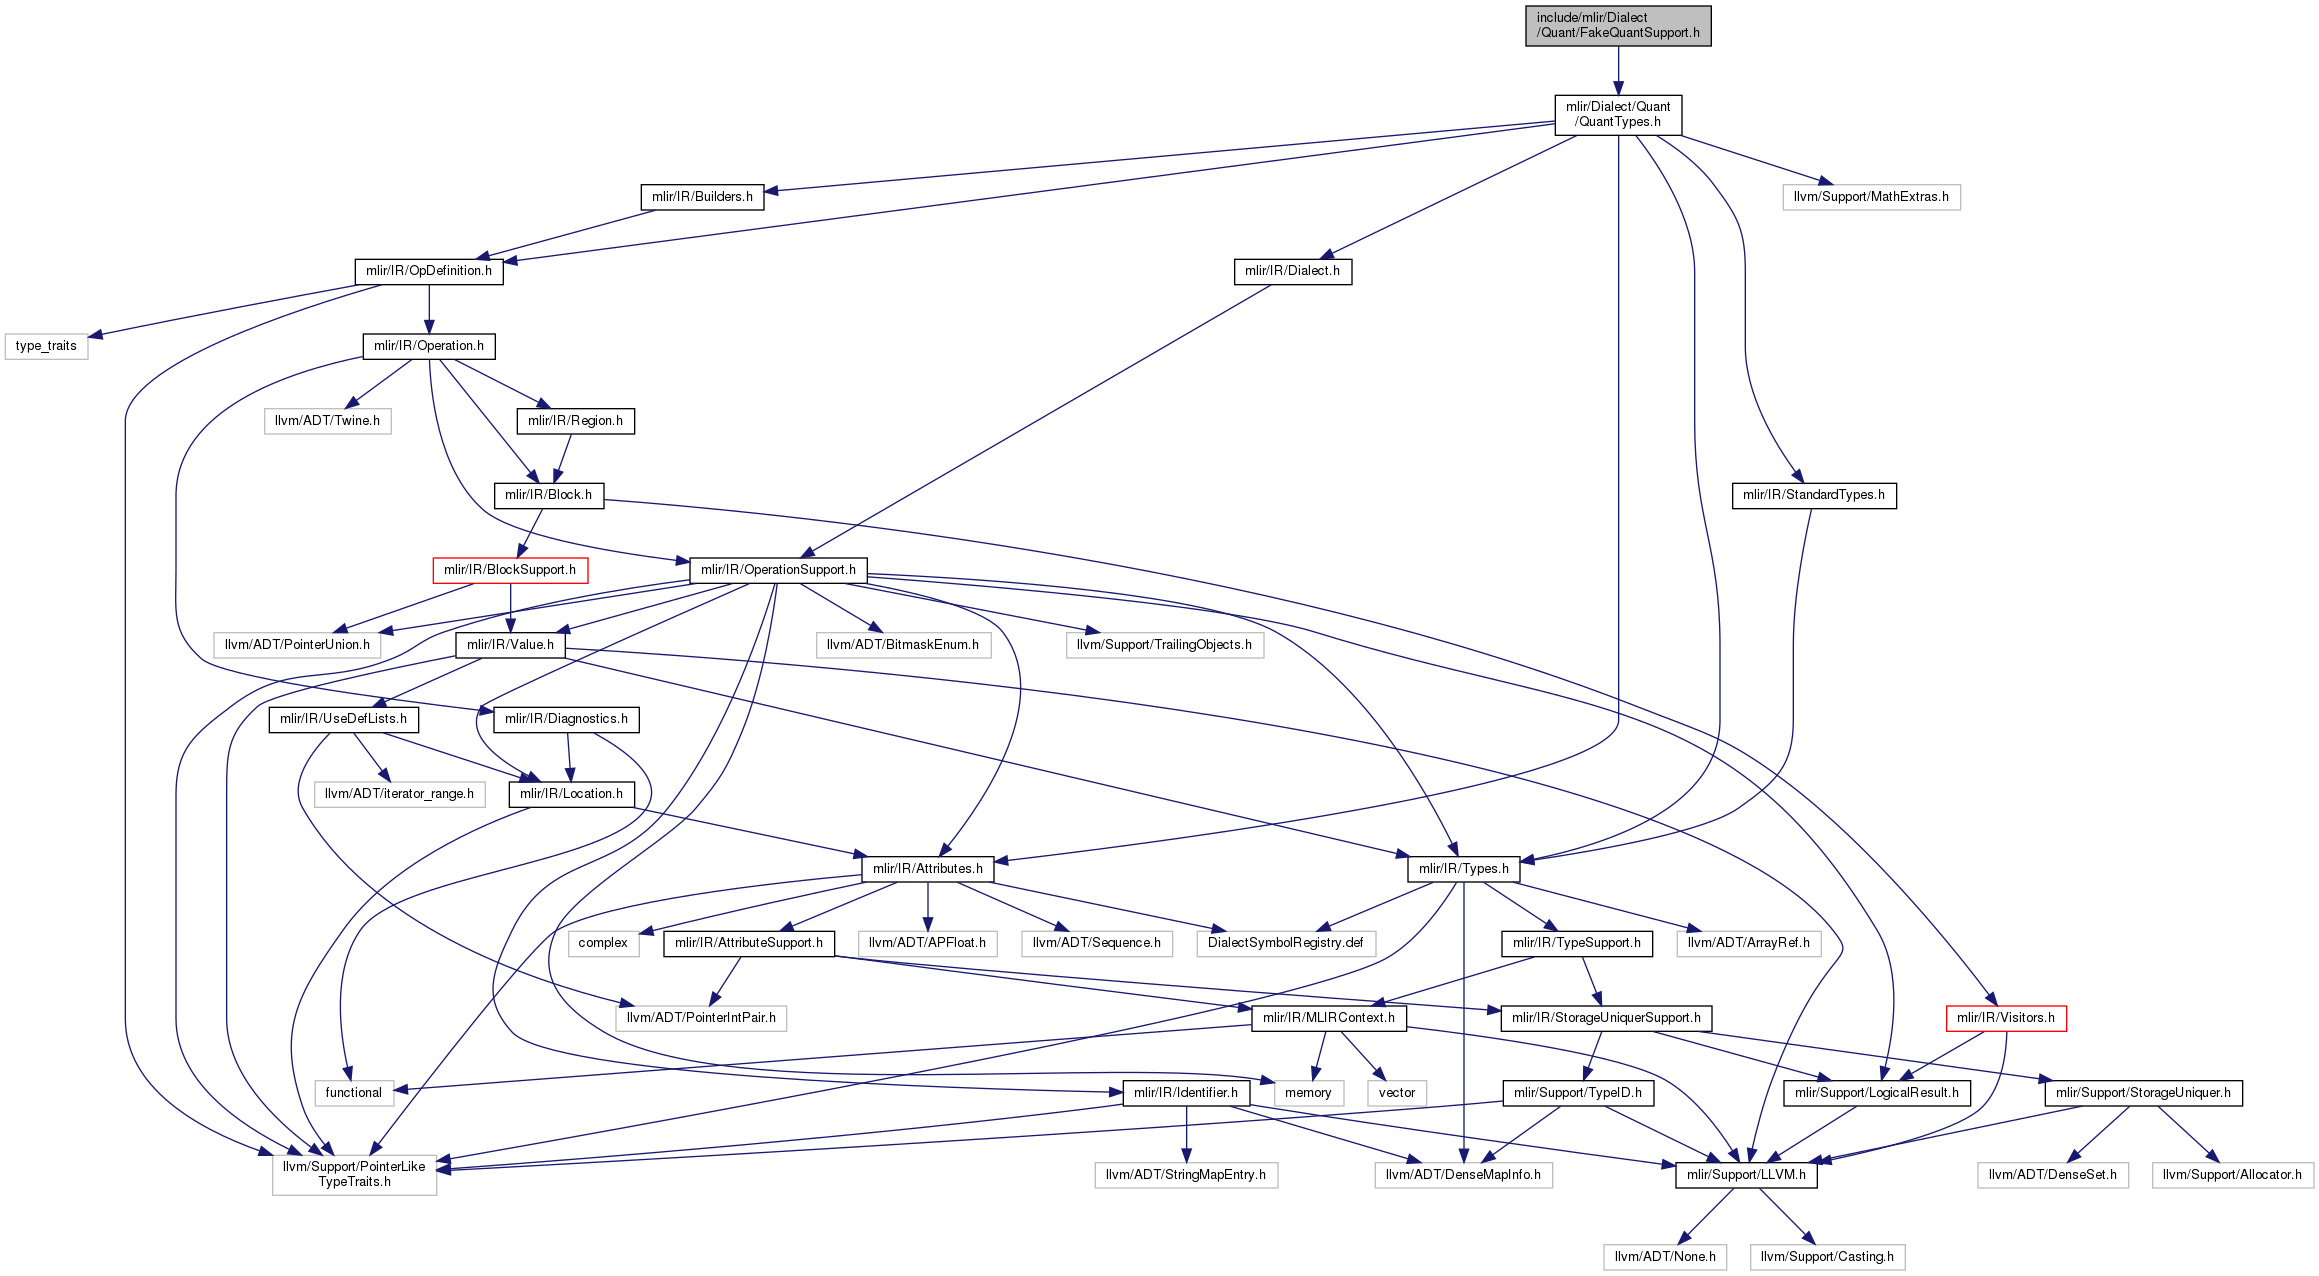 include/mlir/Dialect
/Quant/FakeQuantSupport.h
mlir/Dialect/Quant
/QuantTypes.h
mlir/IR/Builders.h
llvm/Support/MathExtras.h
mlir/IR/OpDefinition.h
mlir/IR/Dialect.h
type_traits
mlir/IR/Operation.h
llvm/ADT/Twine.h
mlir/IR/Region.h
mlir/IR/Block.h
mlir/IR/StandardTypes.h
mlir/IR/BlockSupport.h
mlir/IR/OperationSupport.h
llvm/ADT/PointerUnion.h
mlir/IR/Value.h
llvm/ADT/BitmaskEnum.h
llvm/Support/TrailingObjects.h
mlir/IR/UseDefLists.h
mlir/IR/Diagnostics.h
llvm/ADT/iterator_range.h
mlir/IR/Location.h
mlir/IR/Attributes.h
mlir/IR/Types.h
complex
mlir/IR/AttributeSupport.h
llvm/ADT/APFloat.h
llvm/ADT/Sequence.h
DialectSymbolRegistry.def
mlir/IR/TypeSupport.h
llvm/ADT/ArrayRef.h
llvm/ADT/PointerIntPair.h
mlir/IR/MLIRContext.h
mlir/IR/StorageUniquerSupport.h
mlir/IR/Visitors.h
functional
mlir/IR/Identifier.h
memory
vector
mlir/Support/TypeID.h
mlir/Support/LogicalResult.h
mlir/Support/StorageUniquer.h
llvm/Support/PointerLike
TypeTraits.h
llvm/ADT/StringMapEntry.h
llvm/ADT/DenseMapInfo.h
mlir/Support/LLVM.h
llvm/ADT/DenseSet.h
llvm/Support/Allocator.h
llvm/ADT/None.h
llvm/Support/Casting.h